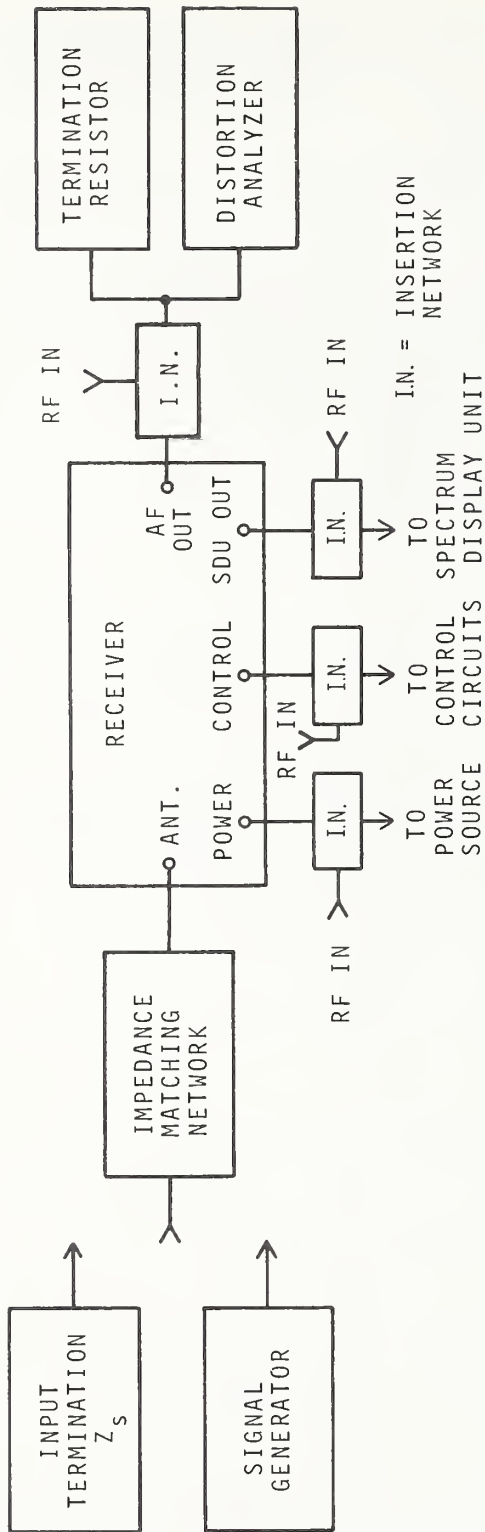 INPUT
TERMINATION
Zs
SIGNAL
GENERATOR
IMPEDANCE
MATCHING
NETWORK
RECEIVER
ANT.
POWER
CONTROL
SDU OUT
AF
OUT
I.N.
RF IN
TO
POWER
SOURCE
I.N.
RF IN
TO
CONTROL
CIRCUITS
I.N.
RF IN
TO
SPECTRUM
DISPLAY UNIT
I.N.
RF IN
TERMINATION
RESISTOR
DISTORTION
ANALYZER
I.N. = INSERTION
NETWORK